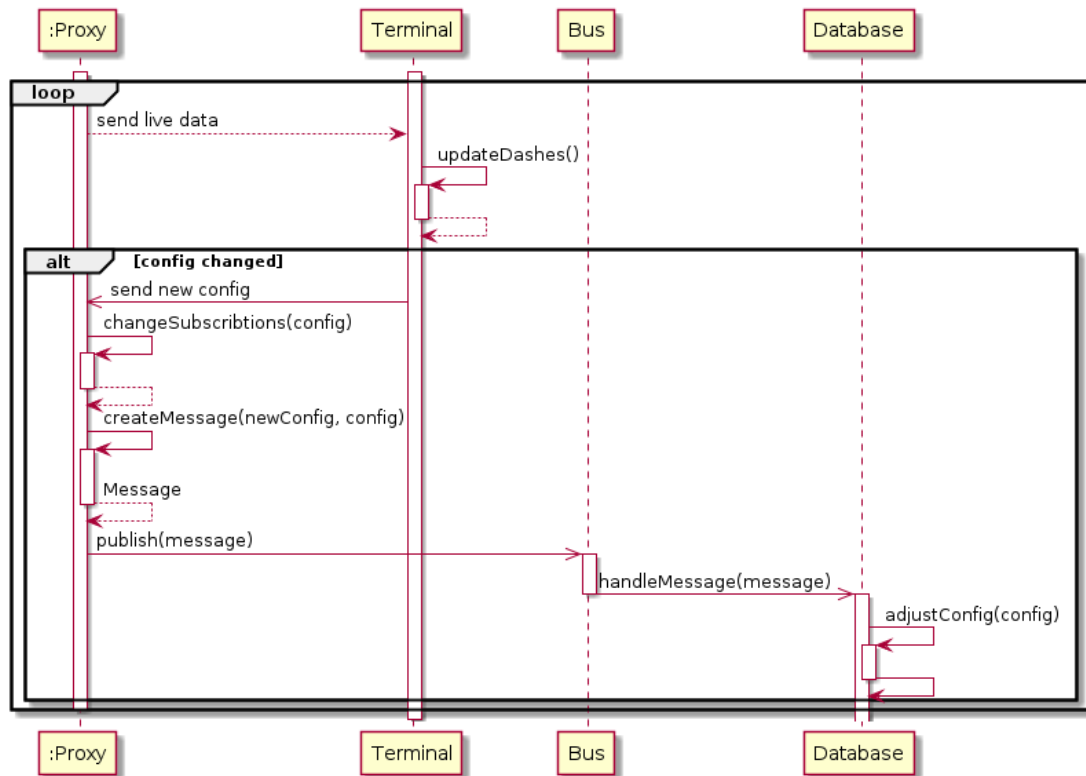 :Proxy Terminal Bus Database
loop
send live data
updateDashes()
alt [config changed]
send new config
changeSubscribtions(config)
createMessage(newConfig, config)
Message
publish(message)
handleMessage(message)
adjustConfig(config)
:Proxy Terminal Bus Database